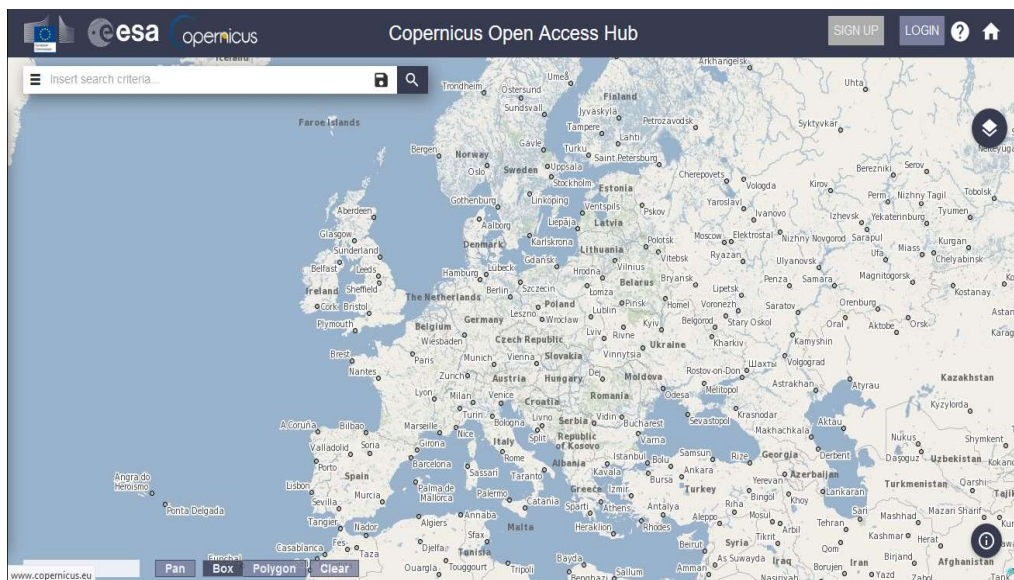 esa
opernicus
Copernicus Open Access Hub
SIGN UP
LOGIN
?
Insert search criteria...
Arkhangelsk
Trondheim
Östersund
Umeå
Uhta
Finland
Sundsvall
Jyvaskyla
Faroe Islands
Tampere
Petrozavodsk
Syktyvkar
Lahti
Gävle
Turku
Bergen
Norway
Saint Petersburg
Oslo
Sweden
Uppsala
Cherepovets
Berezniki
Serov
Stockholm
Vologda
Kirov
Estonia
Perm
Nizhny Tagil
Tobolsk
Gothenburg
Linköping
Ventspils
Pskov
Yaroslavl
Ivanovo
Izhevsk
Yekaterinburg
Tyumen
Aberdeen
Aalborg
Liepāja
Latvia
Glasgow
Moscow
Elektrostal
Nizhny Novgorod
Sarapul
Kurgan
Sunderland
Denmark
Karlskrona
Lithuania
Polotsk
Ryazan
Ufa
Miass
Chelyabinsk
Belfast
Leeds
Lübeck
Gdańsk
Vilnius
Vitebsk
Ulyanovsk
Hamburg
Hrodna
Bryansk
Penza
Samara
Magnitogorsk
Ireland
Sheffield
Berlin
Szczecin
Łomża
Belarus
Lipetsk
Kostanay
The Netherlands
Poland
Pinsk
Homel
Voronezh
Saratov
Orenburg
Cork
Bristol
Leszno
Wrocław
Lublin
Plymouth
Belgium
Germany
Kyiv
Belgorod
Stary Oskol
Oral
Aktobe
Orsk
Wiesbaden
Czech Republic
Lviv
Rivne
Ukraine
Kharkiv
Kamyshin
Brest
Paris
Munich
Vienna
Slovakia
Vinnytsia
Шахты
Volgograd
Nantes
Zurich
Austria
Hungary
Dej
Moldova
Rostov-on-Don
Astrakhan
Atyrau
Kazakhstan
Lyon
Milan
Venice
Croatia
Romania
Odesa
Melitopol
Kyzylorda
A Coruña
Bilbao
Marseille
Turin
Bologna
Livno
Serbia
Vidin
Bucharest
Sevastopol
Krasnodar
Aktau
Nice
Split
Republic
of Kosovo
Varna
Makhachkala
Nukus
Shymkent
Valladolid
Soria
Girona
Italy
Rome
Albania
Istanbul
Bolu
Samsun
Rize
Georgia
Derbent
Daşoguz
Uzbekistan
Porto
Spain
Barcelona
Sassari
Taranto
Kavala
Bursa
Ankara
Yerevan
Azerbaijan
Angra do
Heroísmo
Lisbon
Murcia
Palma de
Mallorca
Palermo
Greece
Izmir
Turkey
Bingöl
Khoy
Lankaran
Turkmenistan
Qarshi
Ponta Delgada
Sevilla
Catania
Sparti
Athens
Antalya
Riha
Mosul
Sari
Mashhad
Mazari Sharif
Tangier
Nador
Algiers
Annaba
Malta
Heraklion
Rhodes
Aleppo
Arbil
Tehran
Sfax
Tikrit
Kashmar
Herat
Casablanca
Fes
Taza
Djelfa
Tunisia
Beirut
Syria
Qom
Bayda
As Suwayda
Iraq
Iran
Birjand
Afghanistan
Ouargla
Touggourt
Tripoli
Benghazi
Sallum
Amman
Borujen
Yazd
Pan
Box
Polygon
Clear
www.copernicus.eu